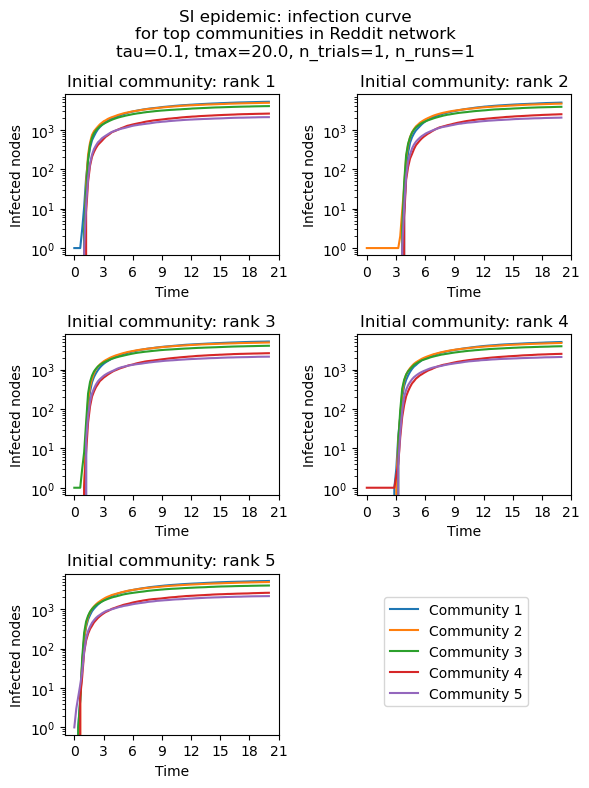 SI epidemic: infection curve
for top communities in Reddit network
tau=0.1, tmax=20.0, n_trials=1, n_runs=1
Initial community: rank 1
Infected nodes
10³
10²
10¹
10⁰
0 3 6 9 12 15 18 21
Time
Initial community: rank 2
Infected nodes
10³
10²
10¹
10⁰
0 3 6 9 12 15 18 21
Time
Initial community: rank 3
Infected nodes
10³
10²
10¹
10⁰
0 3 6 9 12 15 18 21
Time
Initial community: rank 4
Infected nodes
10³
10²
10¹
10⁰
0 3 6 9 12 15 18 21
Time
Initial community: rank 5
Infected nodes
10³
10²
10¹
10⁰
0 3 6 9 12 15 18 21
Time
Community 1
Community 2
Community 3
Community 4
Community 5